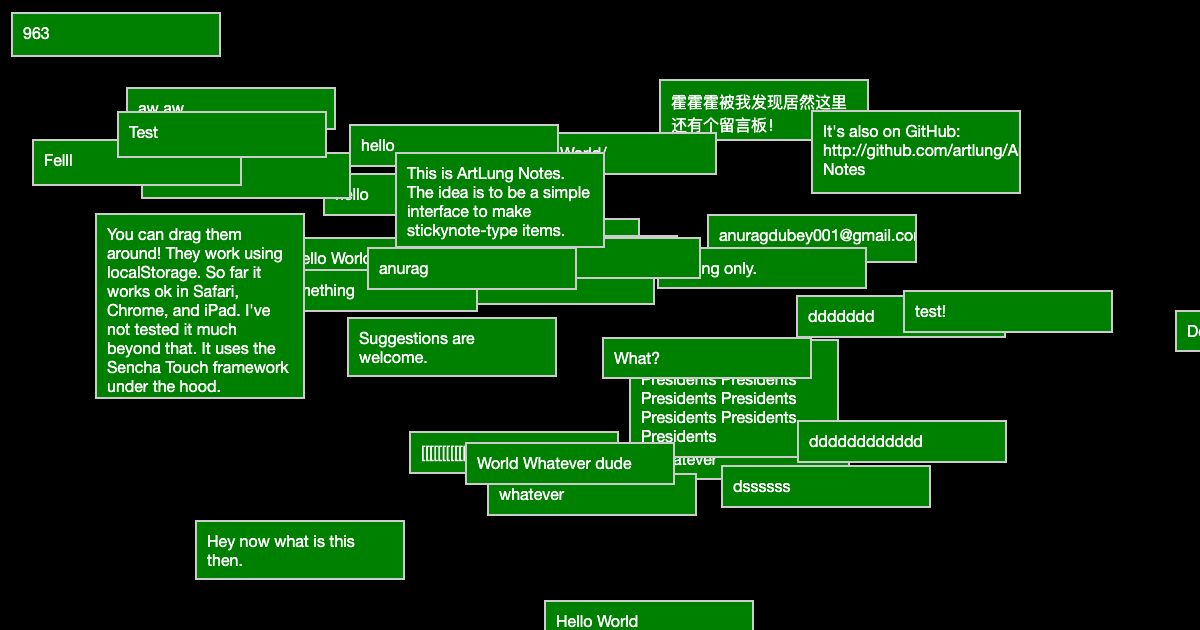 963
aw aw
Test
Felll
霍霍霍被我发现居然这里
还有个留言板！
It's also on GitHub:
http://github.com/artlung/A
Notes
hello
World/
This is ArtLung Notes.
The idea is to be a simple
interface to make
stickynote-type items.
hello
You can drag them
around! They work using
localStorage. So far it
works ok in Safari,
Chrome, and iPad. I've
not tested it much
beyond that. It uses the
Sencha Touch framework
under the hood.
anuragdubey001@gmail.co
ello World
anurag
ng only.
nething
ddddddd
test!
Suggestions are
welcome.
What?
Presidents Presidents
Presidents Presidents
Presidents Presidents
Presidents
dddddddddddd
World Whatever dude
atever
dssssss
whatever
Hey now what is this
then.
Hello World